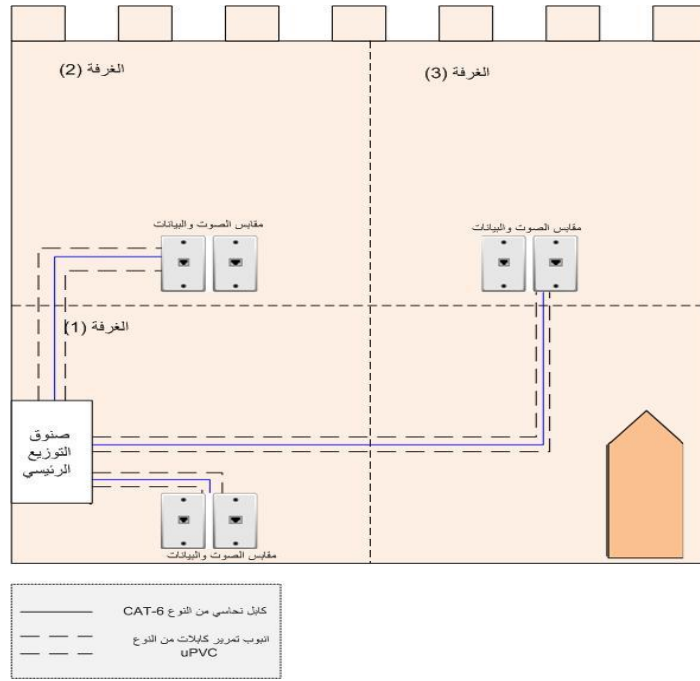 الغرفة (2)
الغرفة (3)
مقابس الصوت والبيانات
مقابس الصوت والبيانات
الغرفة (1)
صنوق
التوزيع
الرئيسي
مقابس الصوت والبيانات
كابل نحاسي من النوع CAT-6
انبوب تمرير كابلات من النوع
uPVC